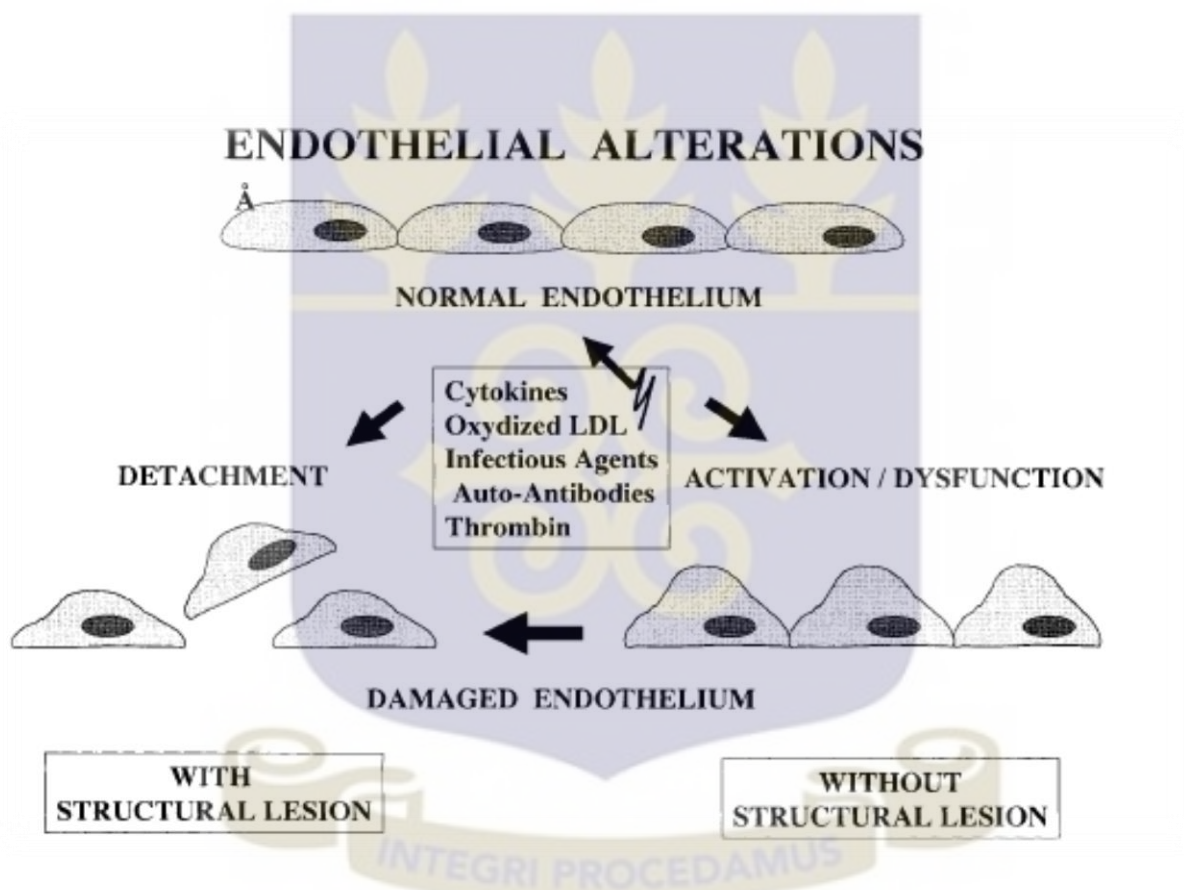 ENDOTHELIAL ALTERATIONS
Å
NORMAL ENDOTHELIUM
Cytokines
Oxydized LDL
Infectious Agents
Auto-Antibodies
Thrombin
DETACHMENT
ACTIVATION / DYSFUNCTION
DAMAGED ENDOTHELIUM
WITH
STRUCTURAL LESION
WITHOUT
STRUCTURAL LESION
INTEGRI PROCEDAMUS